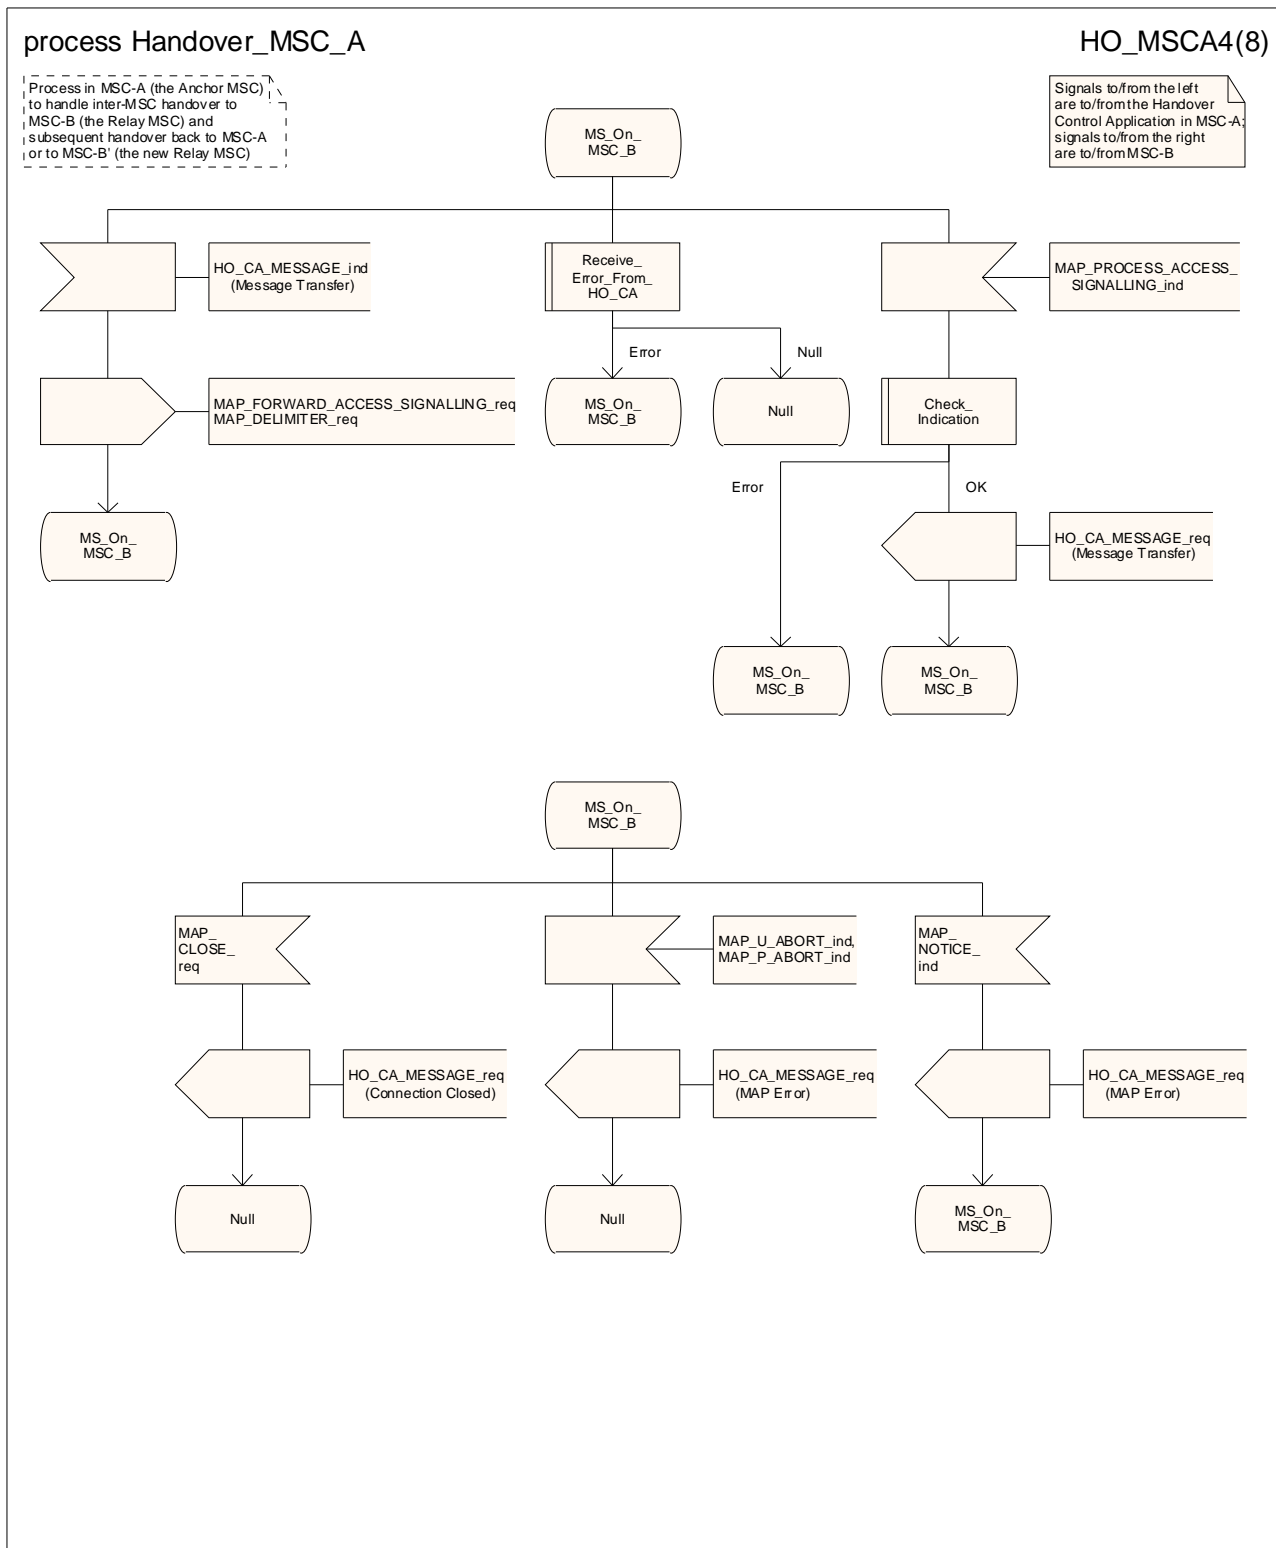 process Handover_MSC_A
HO_MSCA4(8)
Process in MSC-A (the Anchor MSC)
to handle inter-MSC handover to
MSC-B (the Relay MSC) and
subsequent handover back to MSC-A
or to MSC-B' (the new Relay MSC)
Signals to/from the left
are to/from the Handover
Control Application in MSC-A;
signals to/from the right
are to/from MSC-B
MS_On_
MSC_B
HO_CA_MESSAGE_ind
(Message Transfer)
Receive_
Error_From_
HO_CA
MAP_PROCESS_ACCESS_
SIGNALLING_ind
Error
Null
MAP_FORWARD_ACCESS_SIGNALLING_req
MAP_DELIMITER_req
MS_On_
MSC_B
Null
Check_
Indication
Error
OK
MS_On_
MSC_B
HO_CA_MESSAGE_req
(Message Transfer)
MS_On_
MSC_B
MS_On_
MSC_B
MS_On_
MSC_B
MAP_
CLOSE_
req
MAP_U_ABORT_ind,
MAP_P_ABORT_ind
MAP_
NOTICE_
ind
HO_CA_MESSAGE_req
(Connection Closed)
HO_CA_MESSAGE_req
(MAP Error)
HO_CA_MESSAGE_req
(MAP Error)
Null
Null
MS_On_
MSC_B